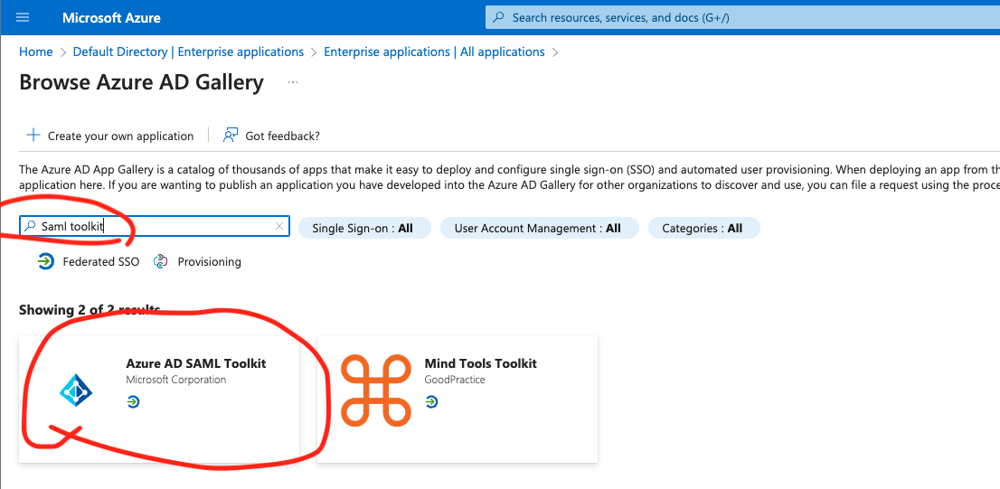 Microsoft Azure
Search resources, services, and docs (G+/)
Home > Default Directory | Enterprise applications > Enterprise applications | All applications >
Browse Azure AD Gallery ...
+ Create your own application
Got feedback?
The Azure AD App Gallery is a catalog of thousands of apps that make it easy to deploy and configure single sign-on (SSO) and automated user provisioning. When deploying an app from th
application here. If you are wanting to publish an application you have developed into the Azure AD Gallery for other organizations to discover and use, you can file a request using the proce
Saml toolkit
Single Sign-on : All
User Account Management : All
Categories : All
Federated SSO
Provisioning
Showing 2 of 2 results
Azure AD SAML Toolkit
Microsoft Corporation
Mind Tools Toolkit
GoodPractice